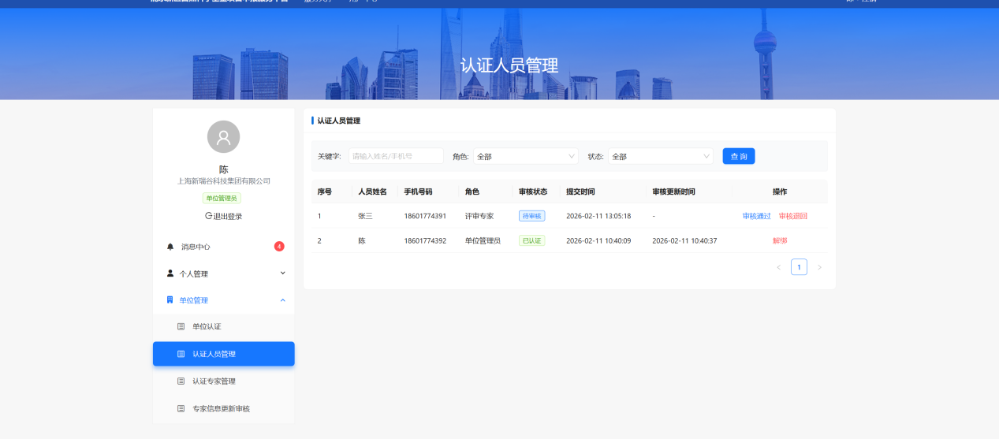 认证人员管理
陈
上海新瑞谷科技集团有限公司
单位管理员
退出登录
消息中心 4
个人管理
单位管理
单位认证
认证人员管理
认证专家管理
专家信息更新审核
认证人员管理
关键字: 请输入姓名/手机号 角色: 全部 状态: 全部 查 询
序号 人员姓名 手机号码 角色 审核状态 提交时间 审核更新时间 操作
1 张三 18601774391 评审专家 待审核 2026-02-11 13:05:18 - 审核通过 审核退回
2 陈 18601774392 单位管理员 已认证 2026-02-11 10:40:09 2026-02-11 10:40:37 解绑
1